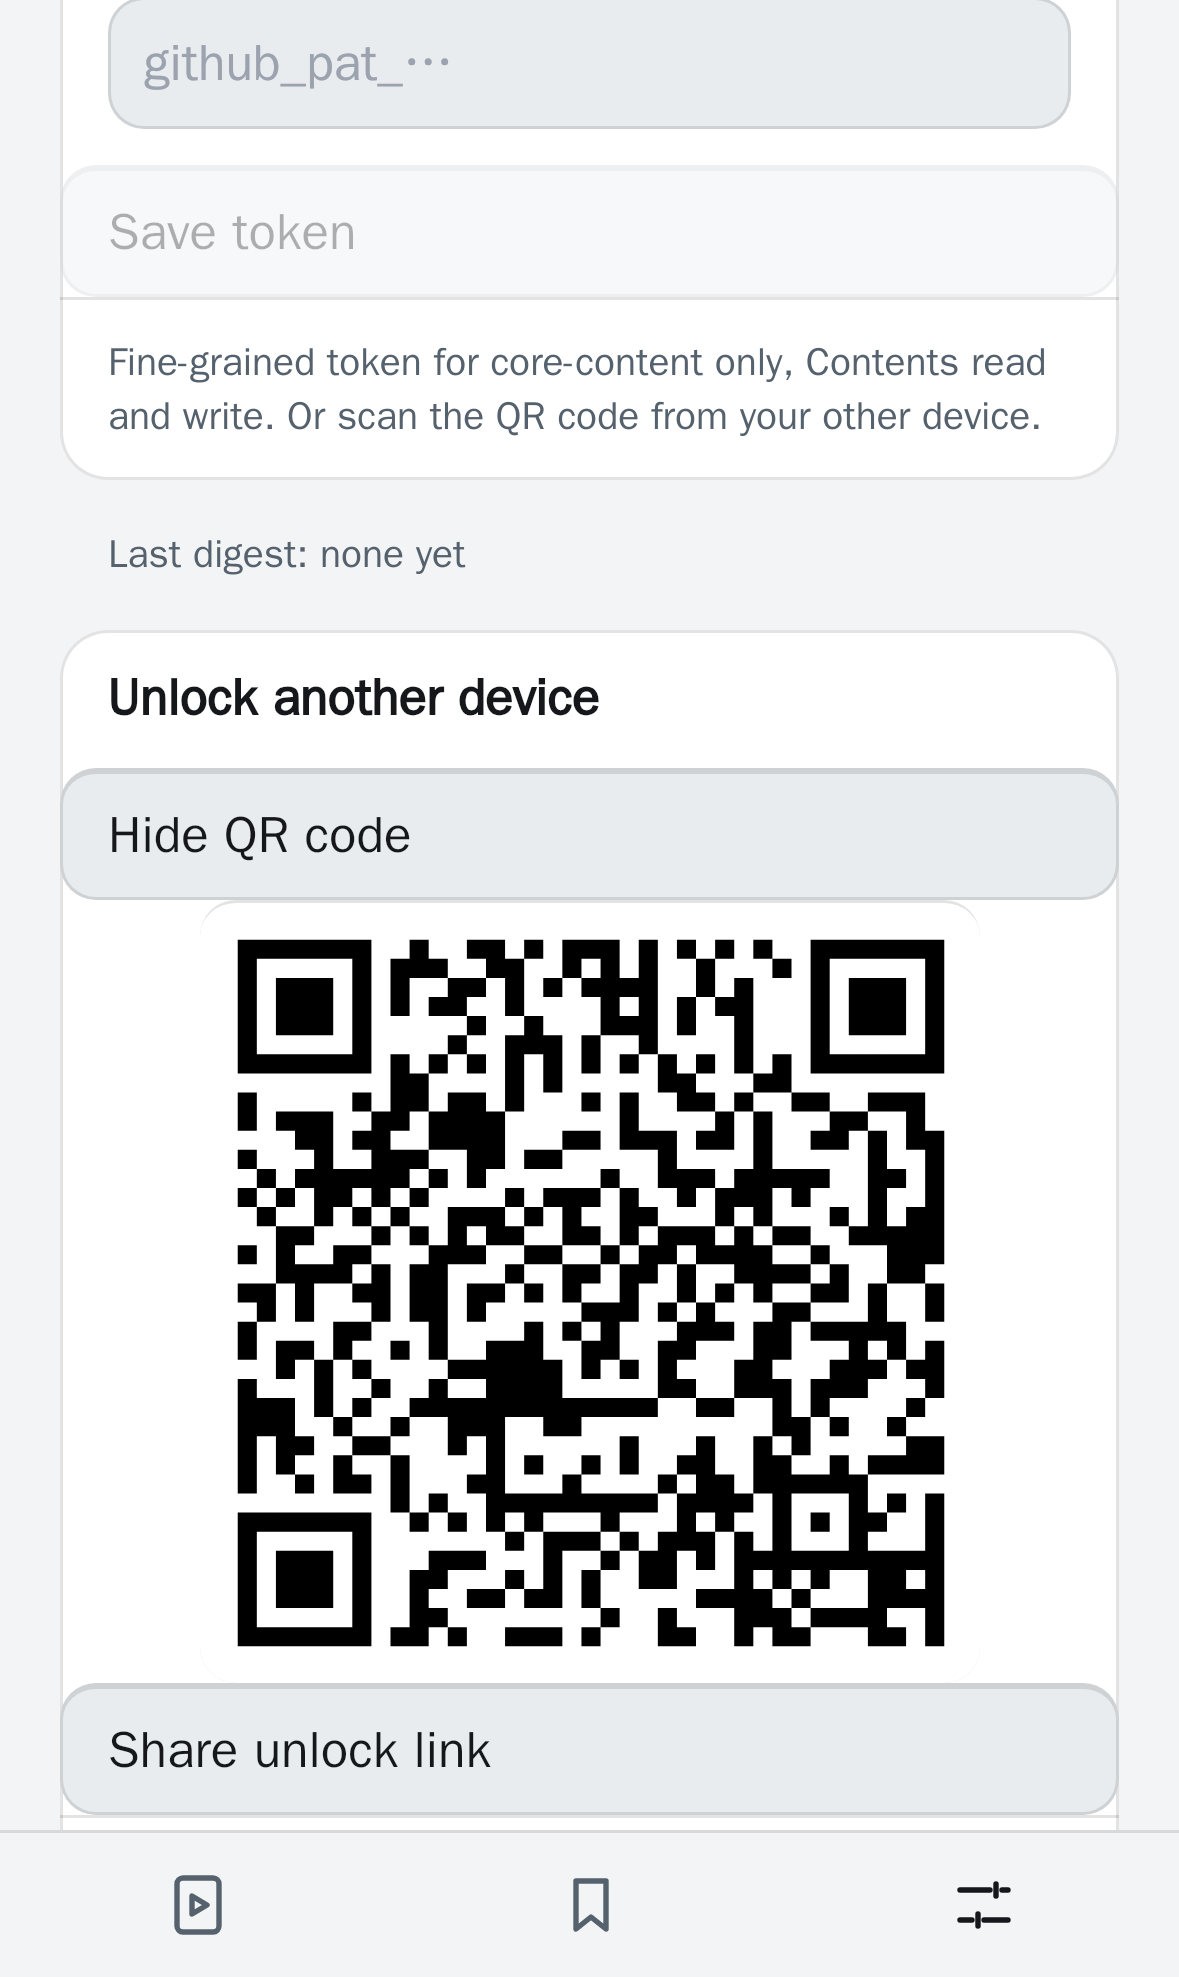 github_pat_…
Save token
Fine-grained token for core-content only, Contents read
and write. Or scan the QR code from your other device.
Last digest: none yet
Unlock another device
Hide QR code
Share unlock link